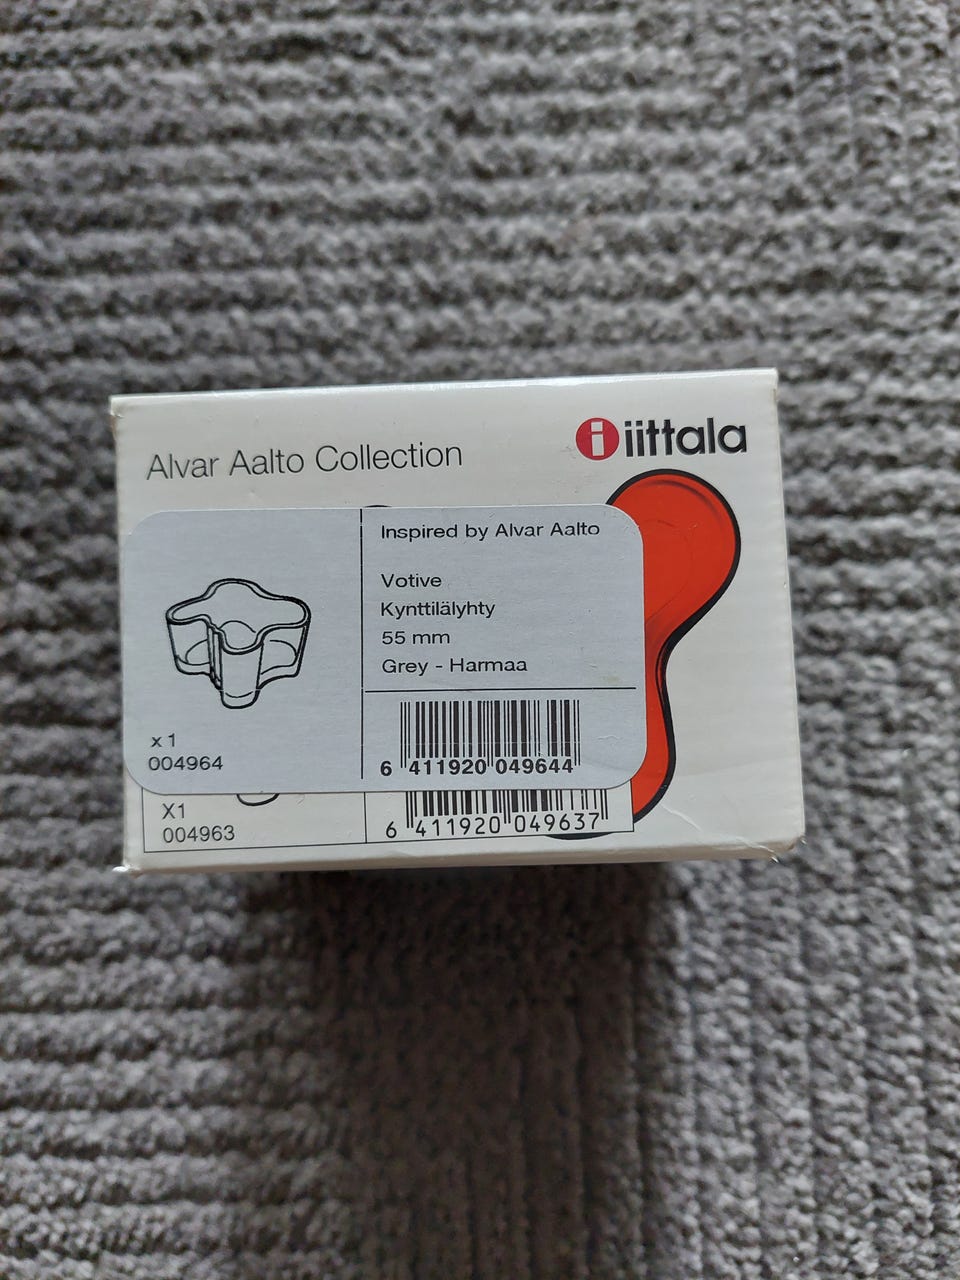 Alvar Aalto Collection
i iittala
Inspired by Alvar Aalto
Votive
Kynttilälyhty
55 mm
Grey - Harmaa
x 1
004964
6 411920 049644
X1
004963
6 411920 049637